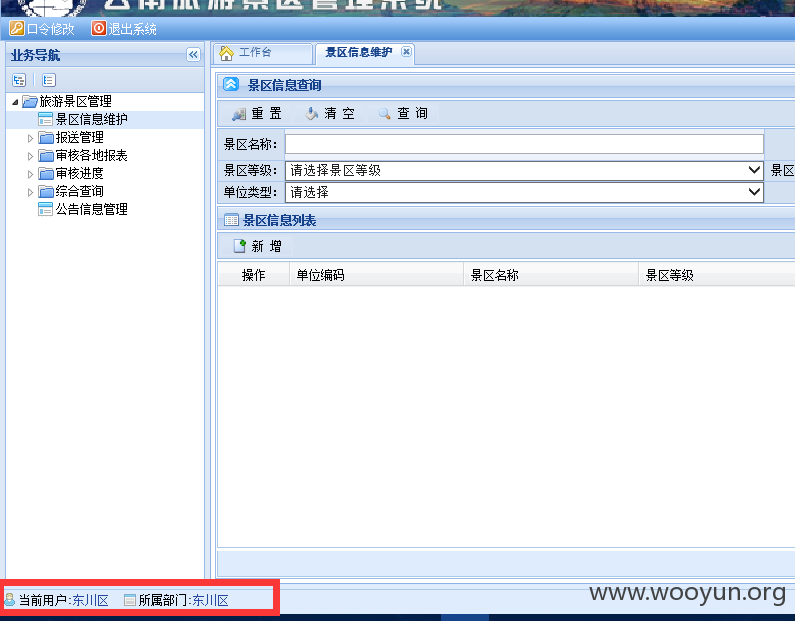 云南旅游景区管理系统
口令修改 退出系统
业务导航
工作台 景区信息维护
旅游景区管理
景区信息维护
报送管理
审核各地报表
审核进度
综合查询
公告信息管理
景区信息查询
重 置 清 空 查 询
景区名称：
景区等级： 请选择景区等级 景区
单位类型： 请选择
景区信息列表
新 增
操作 单位编码 景区名称 景区等级
当前用户:东川区 所属部门:东川区
www.wooyun.org